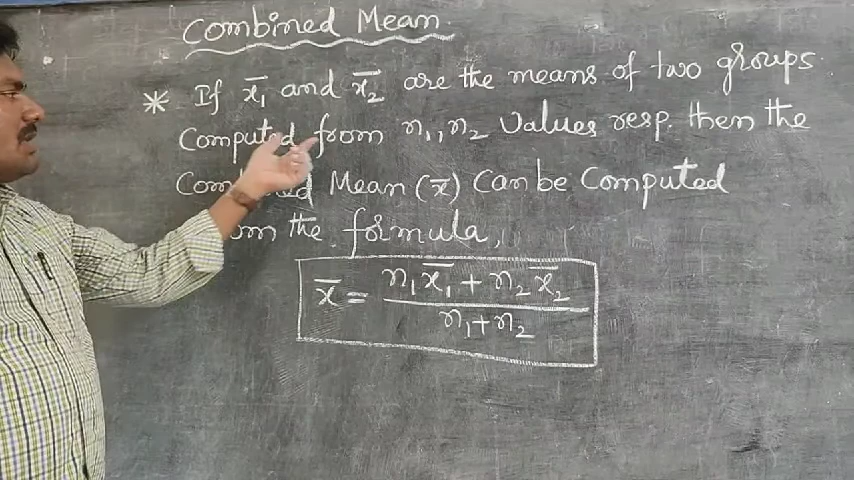 Combined Mean.
* If x̄₁ and x̄₂ are the means of two groups
Computed from n₁, n₂ Values resp. then the
Mean (x̄) Can be Computed
the formula,
x̄ = (n₁x̄₁ + n₂x̄₂) / (n₁ + n₂)